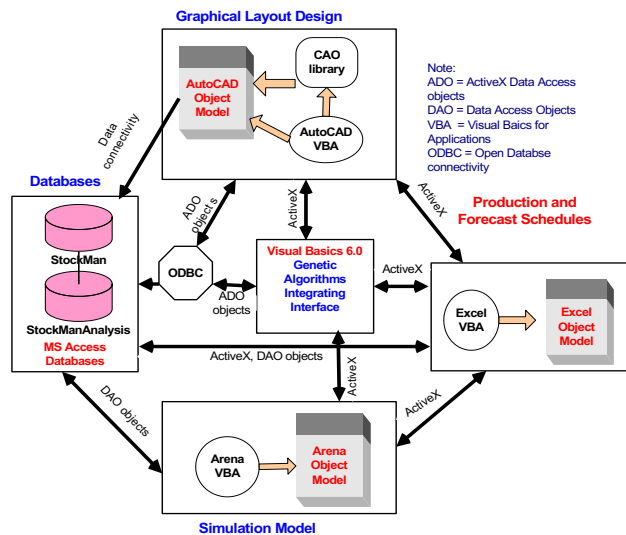 Graphical Layout Design
CAO
library
AutoCAD
Object
Model
AutoCAD
VBA
Note:
ADO = ActiveX Data Access
objects
DAO = Data Access Objects
VBA  = Visual Baics for
Applications
ODBC = Open Databse
connectivity
Data
connectivity
Databases
ADO
object s
ActiveX
ActiveX
Production and
Forecast Schedules
StockMan
StockManAnalysis
MS Access
Databases
ODBC
ADO
objects
Visual Basics 6.0
Genetic
Algorithms
Integrating
Interface
ActiveX
Excel
VBA
Excel
Object
Model
ActiveX, DAO objects
ActiveX
ActiveX
DAO objects
Arena
VBA
Arena
Object
Model
Simulation Model